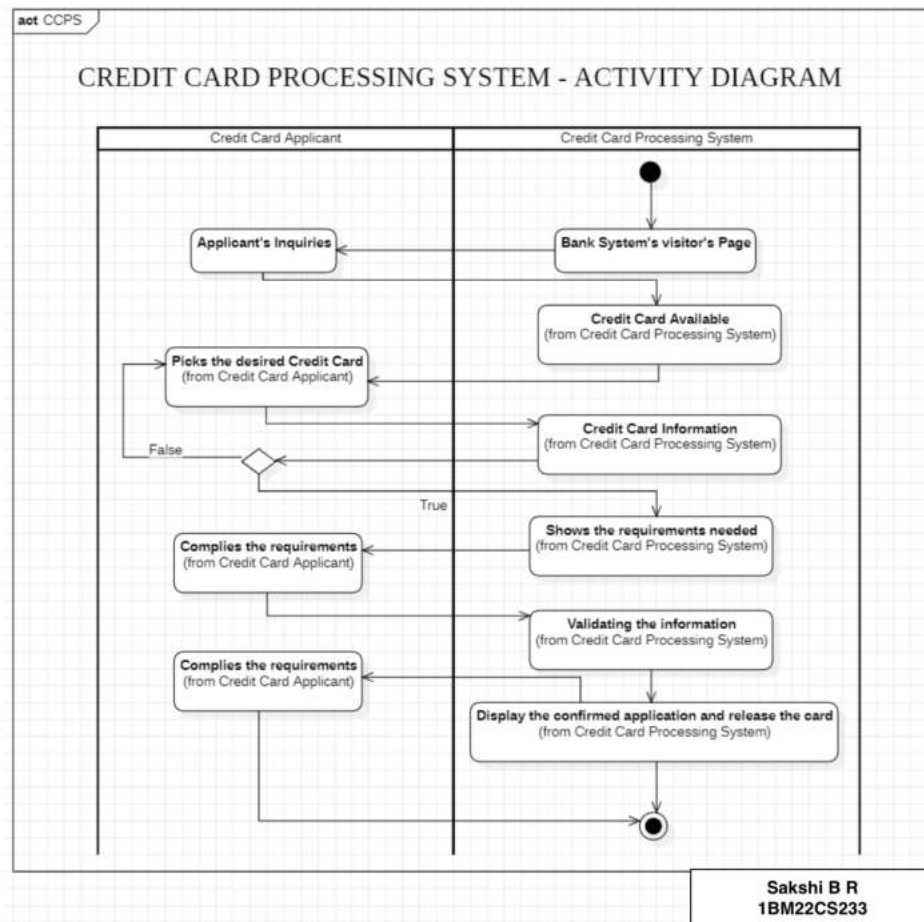 act CCPS
CREDIT CARD PROCESSING SYSTEM - ACTIVITY DIAGRAM
Credit Card Applicant
Credit Card Processing System
Applicant's Inquiries
Bank System's visitor's Page
Credit Card Available
(from Credit Card Processing System)
Picks the desired Credit Card
(from Credit Card Applicant)
Credit Card Information
(from Credit Card Processing System)
False
True
Shows the requirements needed
(from Credit Card Processing System)
Complies the requirements
(from Credit Card Applicant)
Validating the information
(from Credit Card Processing System)
Complies the requirements
(from Credit Card Applicant)
Display the confirmed application and release the card
(from Credit Card Processing System)
Sakshi B R
1BM22CS233